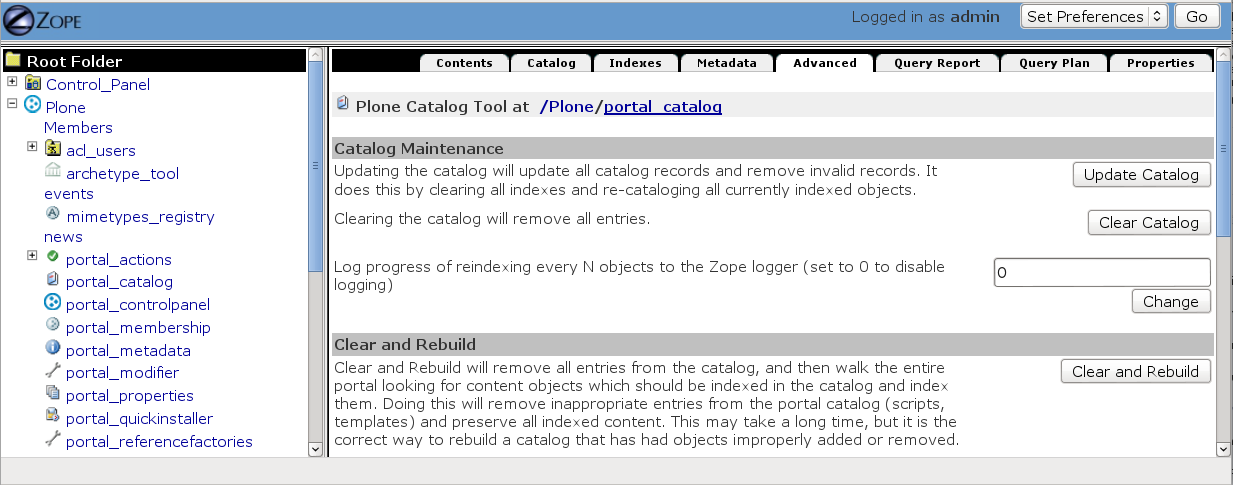 ZOPE
Logged in as admin Set Preferences Go
Root Folder
Control_Panel
Plone
Members
acl_users
archetype_tool
events
mimetypes_registry
news
portal_actions
portal_catalog
portal_controlpanel
portal_membership
portal_metadata
portal_modifier
portal_properties
portal_quickinstaller
portal_referencefactories
Contents Catalog Indexes Metadata Advanced Query Report Query Plan Properties
Plone Catalog Tool at /Plone/portal_catalog
Catalog Maintenance
Updating the catalog will update all catalog records and remove invalid records. It
does this by clearing all indexes and re-cataloging all currently indexed objects.
Update Catalog
Clearing the catalog will remove all entries.
Clear Catalog
Log progress of reindexing every N objects to the Zope logger (set to 0 to disable
logging)
0
Change
Clear and Rebuild
Clear and Rebuild will remove all entries from the catalog, and then walk the entire
portal looking for content objects which should be indexed in the catalog and index
them. Doing this will remove inappropriate entries from the portal catalog (scripts,
templates) and preserve all indexed content. This may take a long time, but it is the
correct way to rebuild a catalog that has had objects improperly added or removed.
Clear and Rebuild